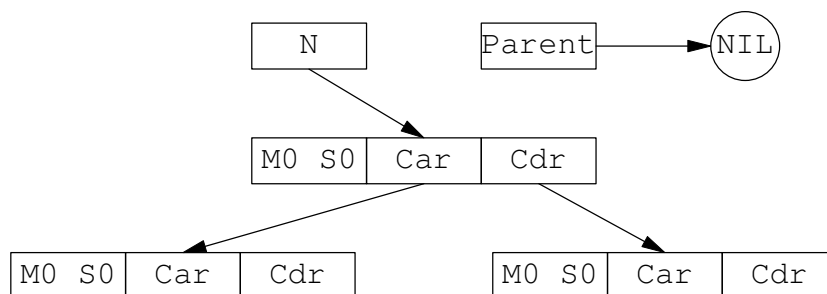 N Parent NIL
M0 S0 Car Cdr
M0 S0 Car Cdr M0 S0 Car Cdr